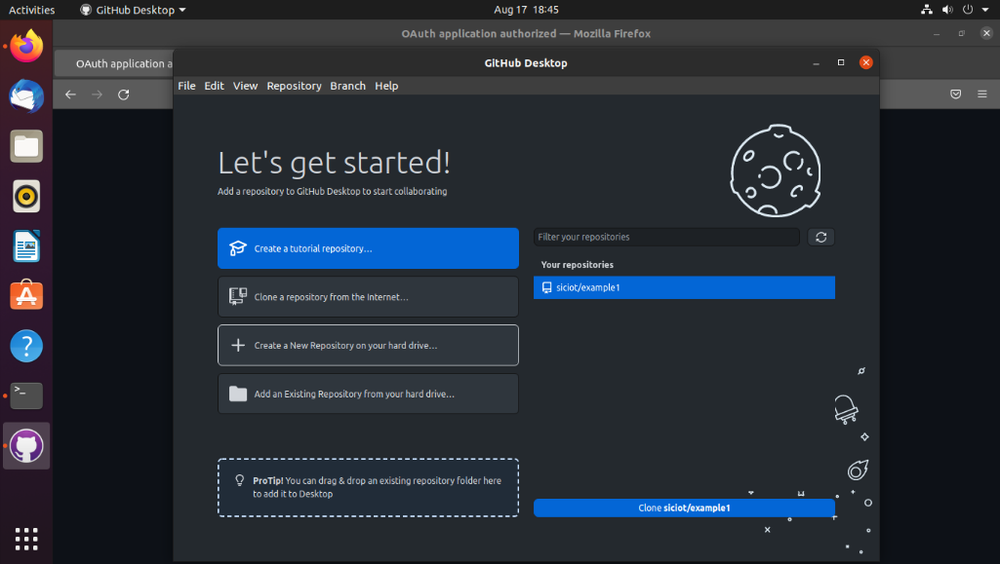 Activities
GitHub Desktop
Aug 17 18:45
OAuth application authorized — Mozilla Firefox
OAuth application a
GitHub Desktop
File Edit View Repository Branch Help
Let's get started!
Add a repository to GitHub Desktop to start collaborating
Create a tutorial repository...
Clone a repository from the Internet...
Create a New Repository on your hard drive...
Add an Existing Repository from your hard drive...
ProTip! You can drag & drop an existing repository folder here
to add it to Desktop
Filter your repositories
Your repositories
siciot/example1
Clone siciot/example1